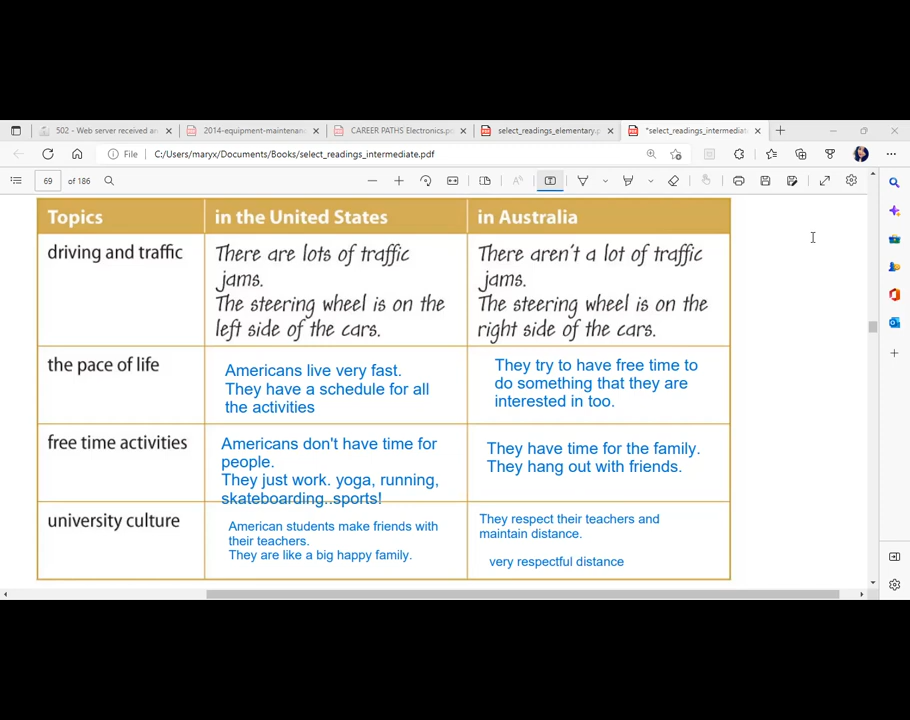 502 - Web server received an
2014-equipment-maintenanc
CAREER PATHS Electronics.pc
select_readings_elementary.p
*select_readings_intermediate
File
C:/Users/maryx/Documents/Books/select_readings_intermediate.pdf
69 of 186
Topics
in the United States
in Australia
driving and traffic
There are lots of traffic
jams.
The steering wheel is on the
left side of the cars.
There aren't a lot of traffic
jams.
The steering wheel is on the
right side of the cars.
the pace of life
Americans live very fast.
They have a schedule for all
the activities
They try to have free time to
do something that they are
interested in too.
free time activities
Americans don't have time for
people.
They just work. yoga, running,
skateboarding..sports!
They have time for the family.
They hang out with friends.
university culture
American students make friends with
their teachers.
They are like a big happy family.
They respect their teachers and
maintain distance.
very respectful distance